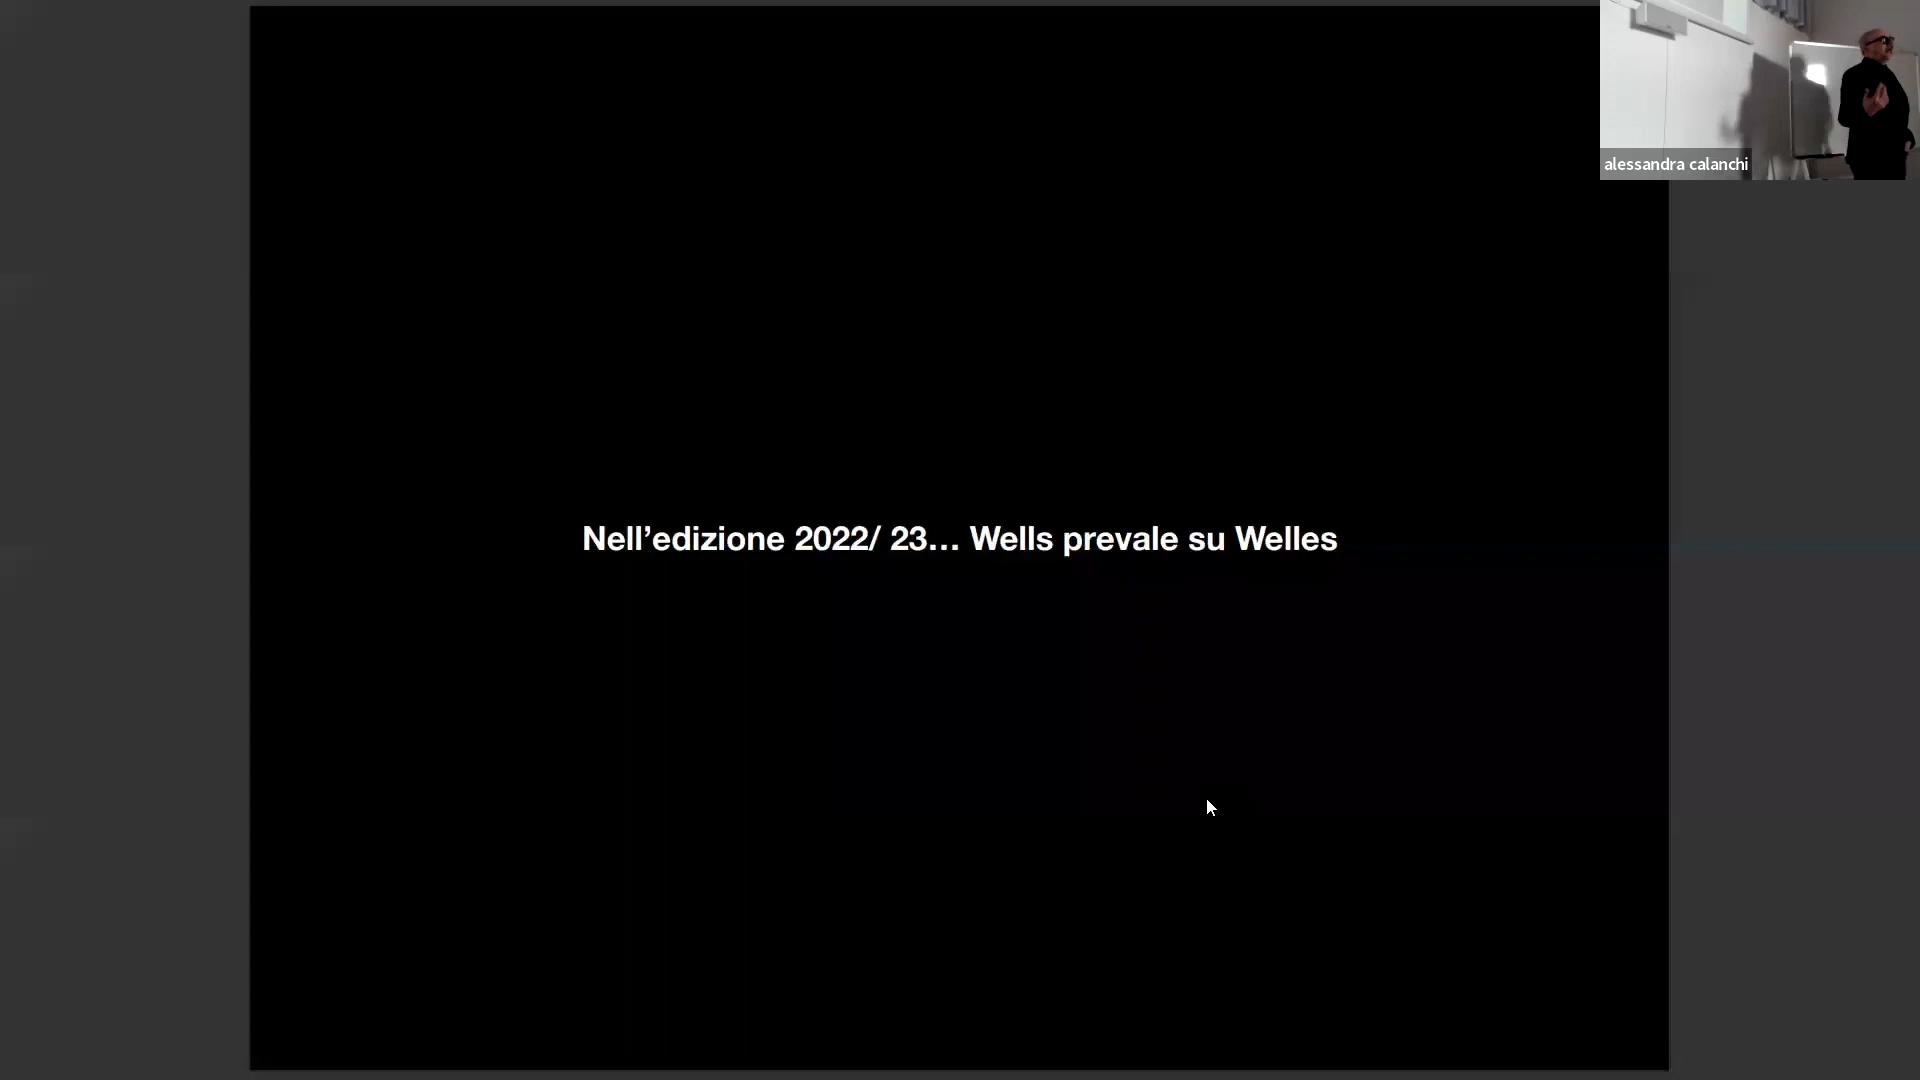 alessandra calanchi
Nell’edizione 2022/ 23… Wells prevale su Welles